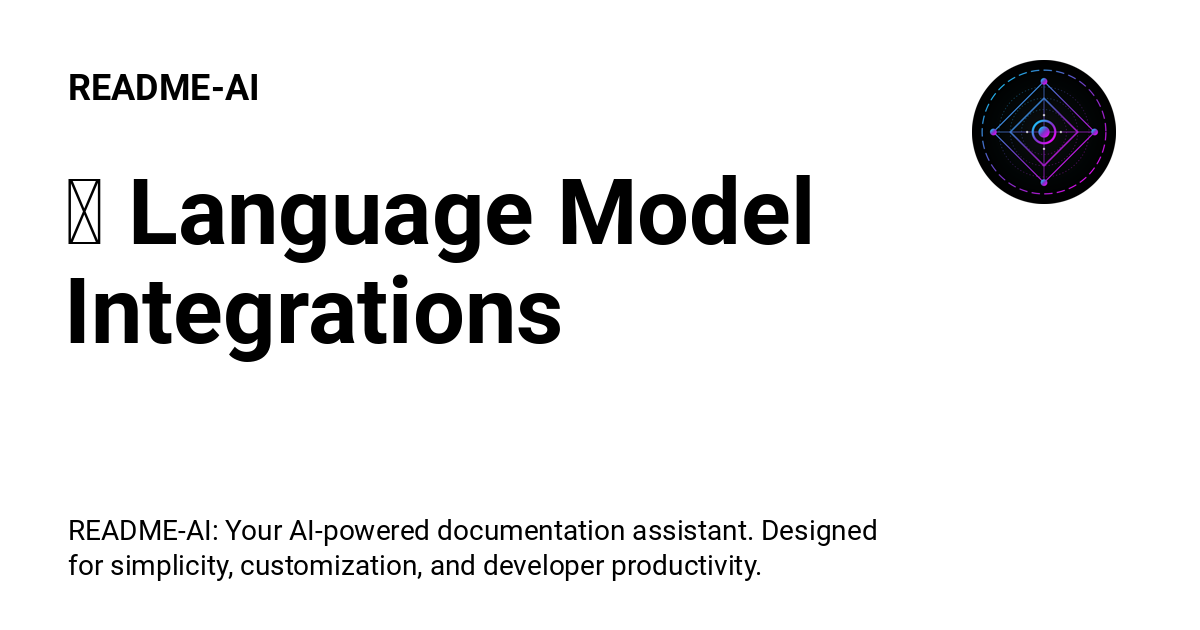 README-AI
Language Model
Integrations
README-AI: Your AI-powered documentation assistant. Designed
for simplicity, customization, and developer productivity.